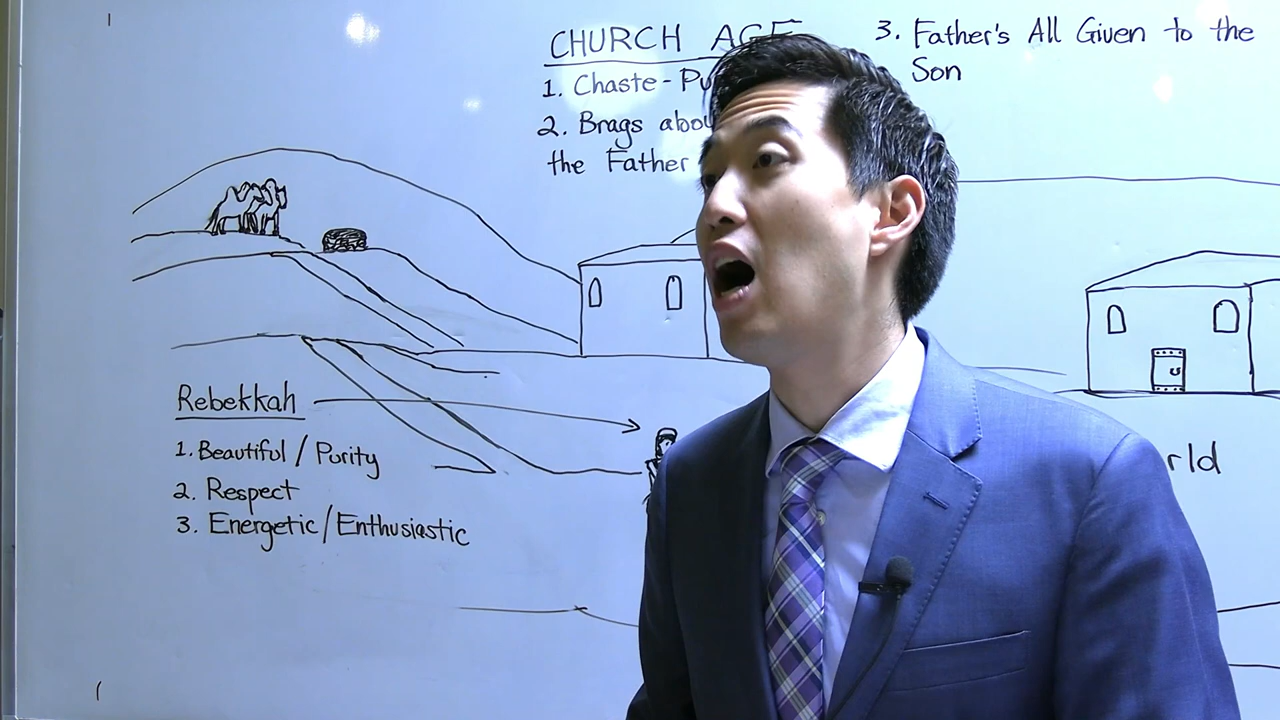 CHURCH AGE
1. Chaste-Pu
2. Brags abou
the Father
3. Father's All Given to the
Son
Rebekkah
1. Beautiful / Purity
2. Respect
3. Energetic/Enthusiastic
rld